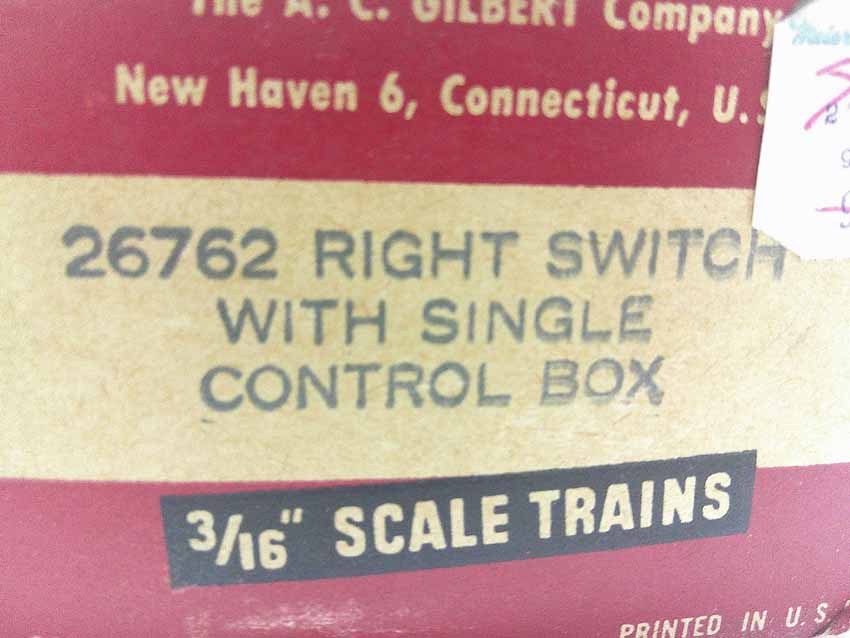 The A. C. GILBERT Company
New Haven 6, Connecticut, U. S
26762 RIGHT SWITCH
WITH SINGLE
CONTROL BOX
3/16" SCALE TRAINS
PRINTED IN U. S.